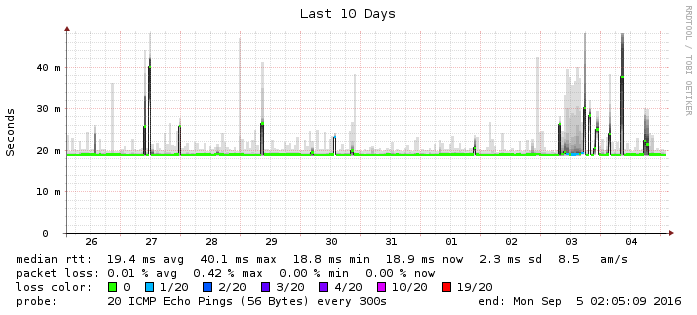 Last 10 Days
RRDTOOL / TOBI OETIKER
Seconds
40 m
30 m
20 m
10 m
0
26 27 28 29 30 31 01 02 03 04
median rtt: 19.4 ms avg 40.1 ms max 18.8 ms min 18.9 ms now 2.3 ms sd 8.5 am/s
packet loss: 0.01 % avg 0.42 % max 0.00 % min 0.00 % now
loss color: 0 1/20 2/20 3/20 4/20 10/20 19/20
probe: 20 ICMP Echo Pings (56 Bytes) every 300s end: Mon Sep 5 02:05:09 2016